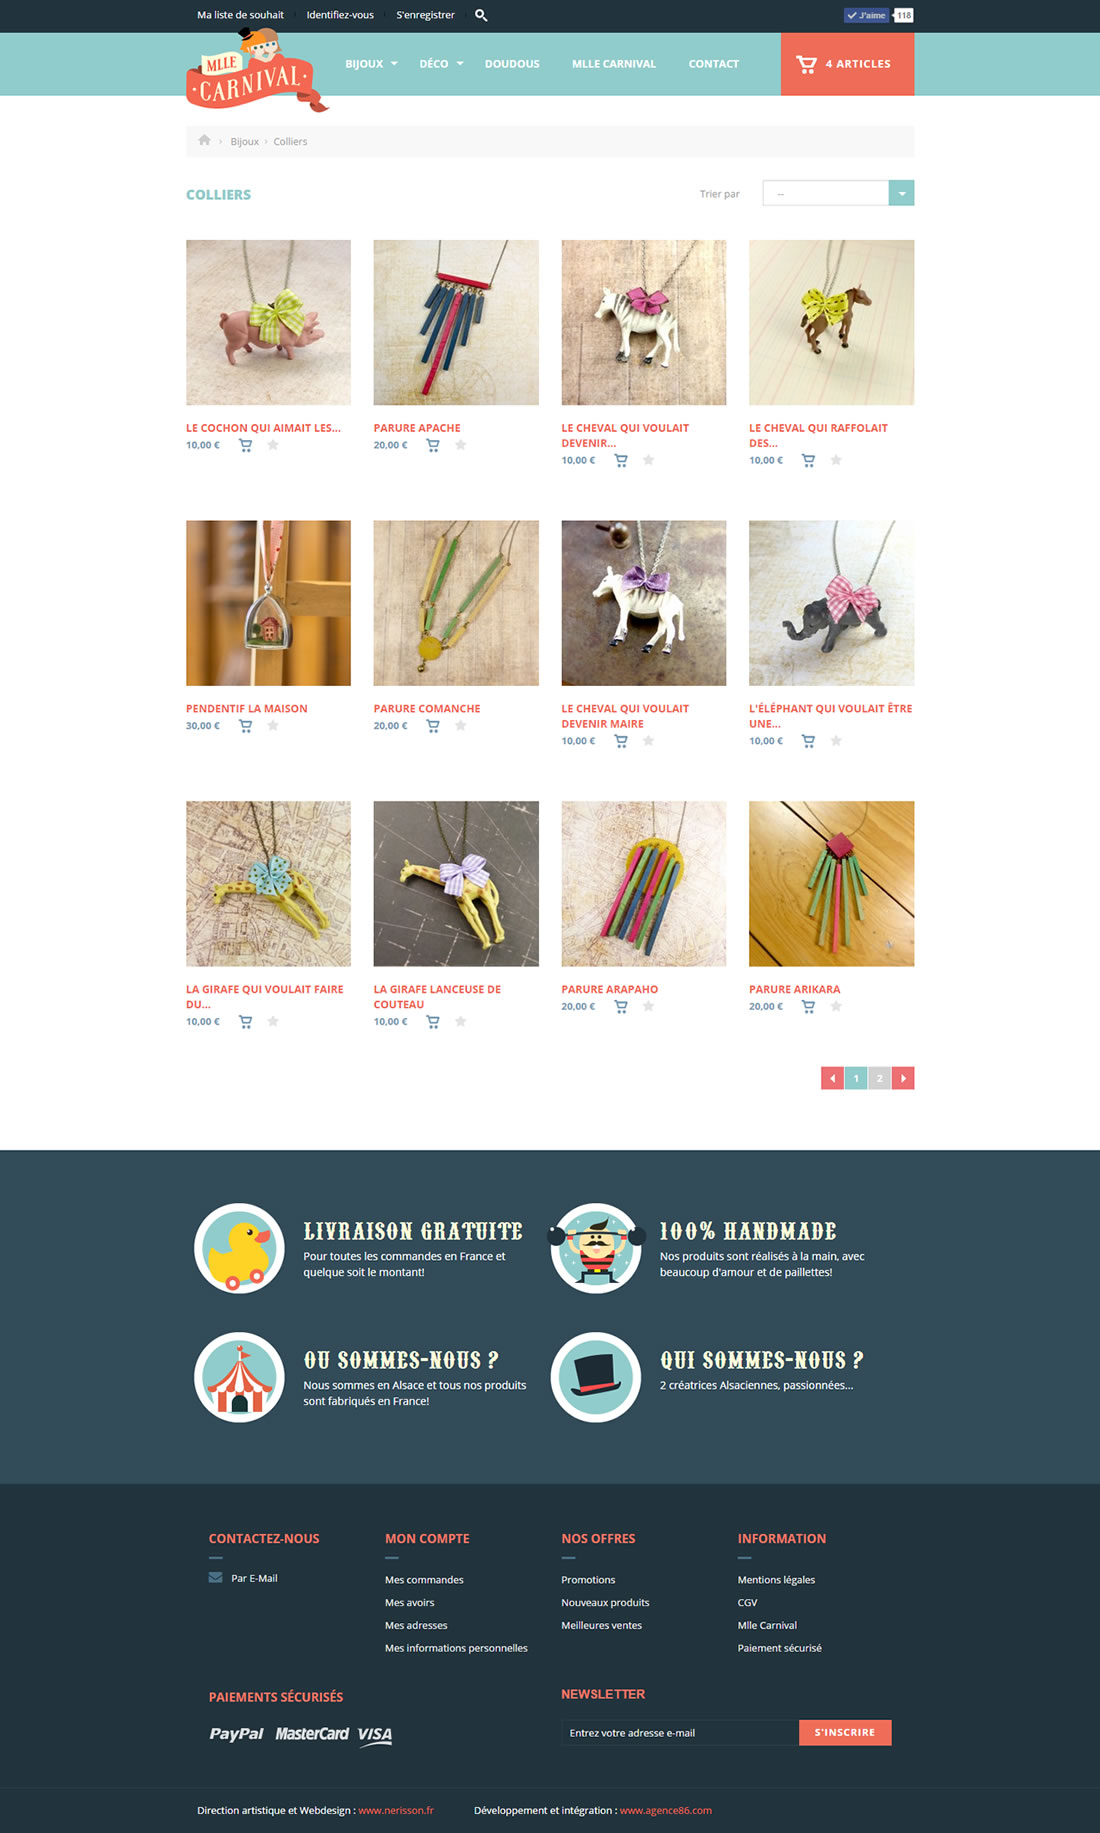 Ma liste de souhait Identifiez-vous S'enregistrer J'aime 118
MLLE
CARNIVAL
BIJOUX DÉCO DOUDOUS MLLE CARNIVAL CONTACT 4 ARTICLES
Bijoux › Colliers
COLLIERS Trier par --
LE COCHON QUI AIMAIT LES...
10,00 €
PARURE APACHE
20,00 €
LE CHEVAL QUI VOULAIT
DEVENIR...
10,00 €
LE CHEVAL QUI RAFFOLAIT
DES...
10,00 €
PENDENTIF LA MAISON
30,00 €
PARURE COMANCHE
20,00 €
LE CHEVAL QUI VOULAIT
DEVENIR MAIRE
10,00 €
L'ÉLÉPHANT QUI VOULAIT ÊTRE
UNE...
10,00 €
LA GIRAFE QUI VOULAIT FAIRE
DU...
10,00 €
LA GIRAFE LANCEUSE DE
COUTEAU
10,00 €
PARURE ARAPAHO
20,00 €
PARURE ARIKARA
20,00 €
1 2
LIVRAISON GRATUITE
Pour toutes les commandes en France et
quelque soit le montant!
100% HANDMADE
Nos produits sont réalisés à la main, avec
beaucoup d'amour et de paillettes!
OU SOMMES-NOUS ?
Nous sommes en Alsace et tous nos produits
sont fabriqués en France!
QUI SOMMES-NOUS ?
2 créatrices Alsaciennes, passionnées...
CONTACTEZ-NOUS
Par E-Mail
MON COMPTE
Mes commandes
Mes avoirs
Mes adresses
Mes informations personnelles
NOS OFFRES
Promotions
Nouveaux produits
Meilleures ventes
INFORMATION
Mentions légales
CGV
Mlle Carnival
Paiement sécurisé
PAIEMENTS SÉCURISÉS
PayPal MasterCard VISA
NEWSLETTER
Entrez votre adresse e-mail S'INSCRIRE
Direction artistique et Webdesign : www.nerisson.fr Développement et intégration : www.agence86.com